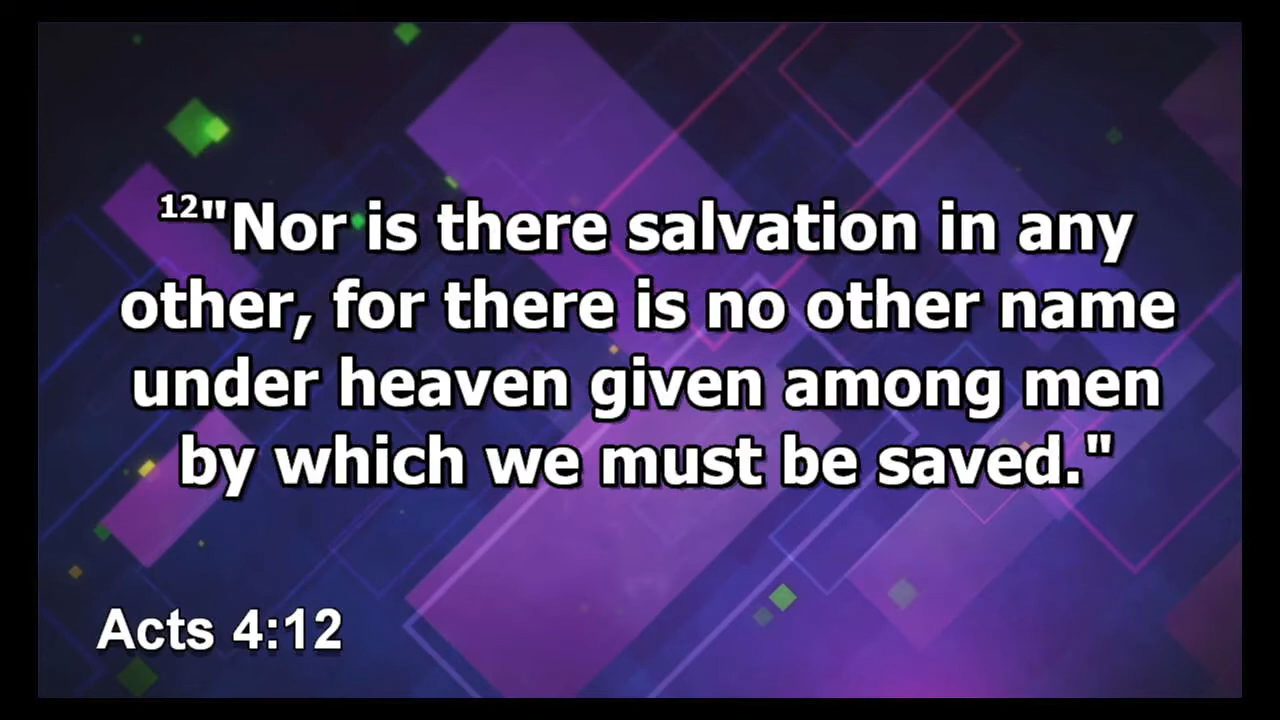 12"Nor is there salvation in any
other, for there is no other name
under heaven given among men
by which we must be saved."
Acts 4:12